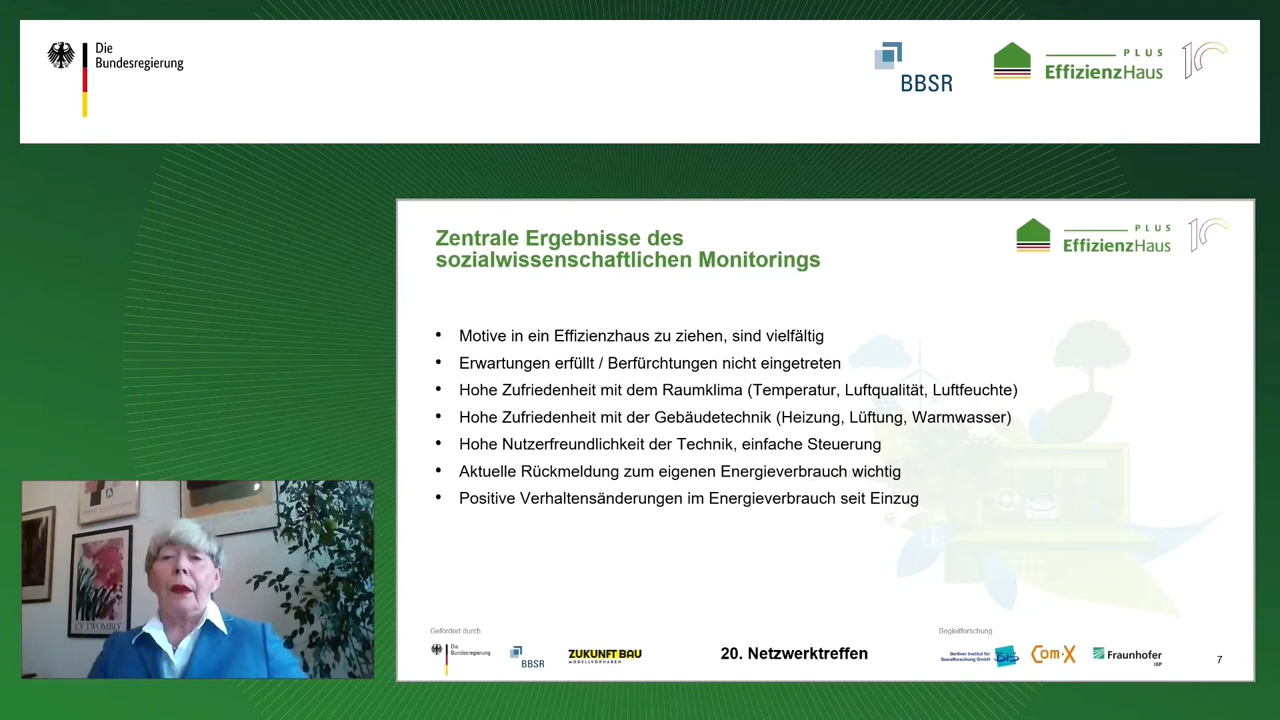 Die
Bundesregierung
BBSR
PLUS
EffizienzHaus
Zentrale Ergebnisse des
sozialwissenschaftlichen Monitorings
PLUS
EffizienzHaus
• Motive in ein Effizienzhaus zu ziehen, sind vielfältig
• Erwartungen erfüllt / Berfürchtungen nicht eingetreten
• Hohe Zufriedenheit mit dem Raumklima (Temperatur, Luftqualität, Luftfeuchte)
• Hohe Zufriedenheit mit der Gebäudetechnik (Heizung, Lüftung, Warmwasser)
• Hohe Nutzerfreundlichkeit der Technik, einfache Steuerung
• Aktuelle Rückmeldung zum eigenen Energieverbrauch wichtig
• Positive Verhaltensänderungen im Energieverbrauch seit Einzug
CY TWOMBLY
Gefördert durch
Die
Bundesregierung
BBSR
ZUKUNFT BAU
MODELLVORHABEN
20. Netzwerktreffen
Begleitforschung
Berliner Institut für
Sozialforschung GmbH
BIS
Com·X
Fraunhofer
IBP
7